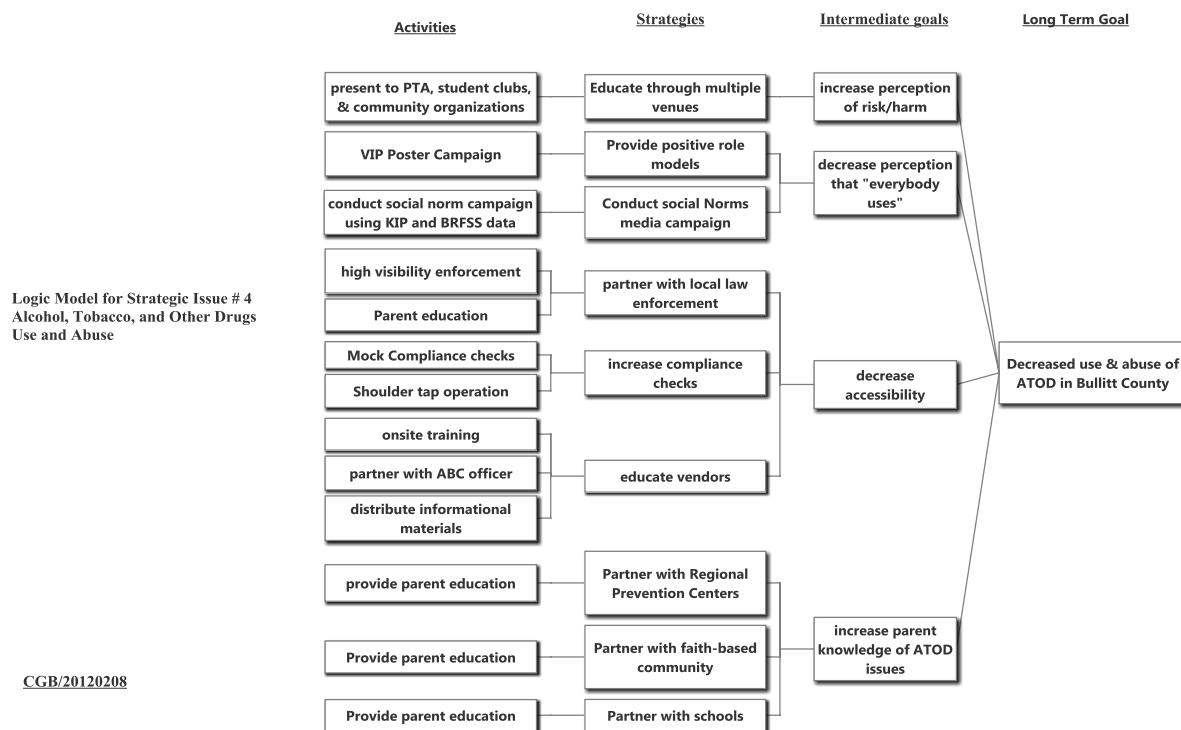 Activities
Strategies
Intermediate goals
Long Term Goal
present to PTA, student clubs,
& community organizations
Educate through multiple
venues
increase perception
of risk/harm
VIP Poster Campaign
Provide positive role
models
decrease perception
that "everybody
uses"
conduct social norm campaign
using KIP and BRFSS data
Conduct social Norms
media campaign
high visibility enforcement
Parent education
partner with local law
enforcement
Logic Model for Strategic Issue # 4
Alcohol, Tobacco, and Other Drugs
Use and Abuse
Mock Compliance checks
Shoulder tap operation
increase compliance
checks
decrease
accessibility
Decreased use & abuse of
ATOD in Bullitt County
onsite training
partner with ABC officer
distribute informational
materials
educate vendors
provide parent education
Partner with Regional
Prevention Centers
Provide parent education
Partner with faith-based
community
increase parent
knowledge of ATOD
issues
Provide parent education
Partner with schools
CGB/20120208